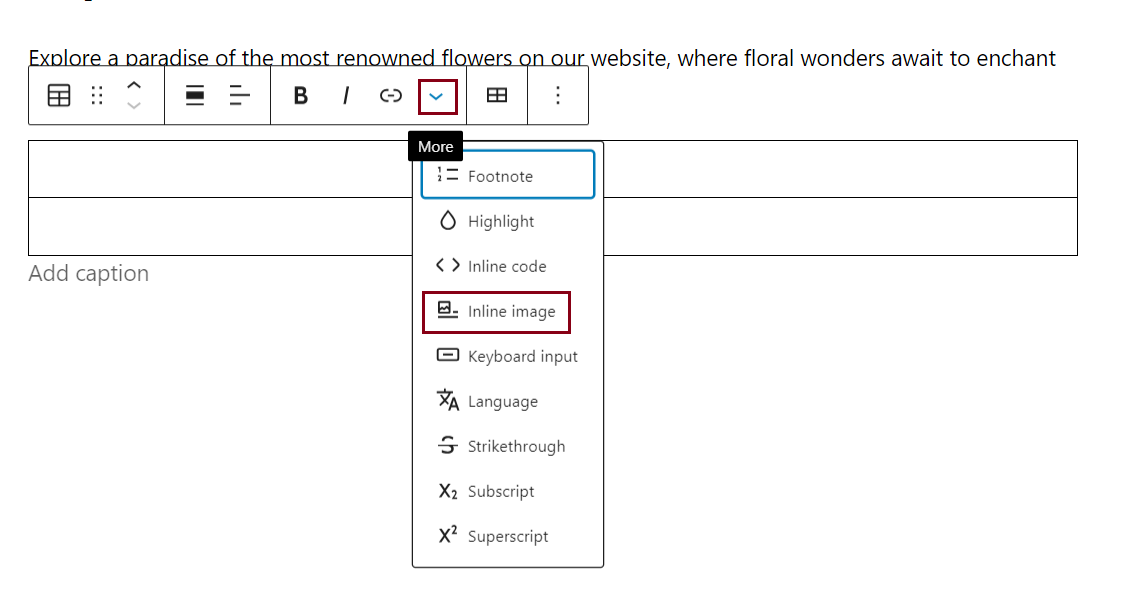 Explore a paradise of the most renowned flowers on our website, where floral wonders await to enchant
B I
More
Footnote
Highlight
Inline code
Inline image
Keyboard input
Language
Strikethrough
Subscript
Superscript
Add caption